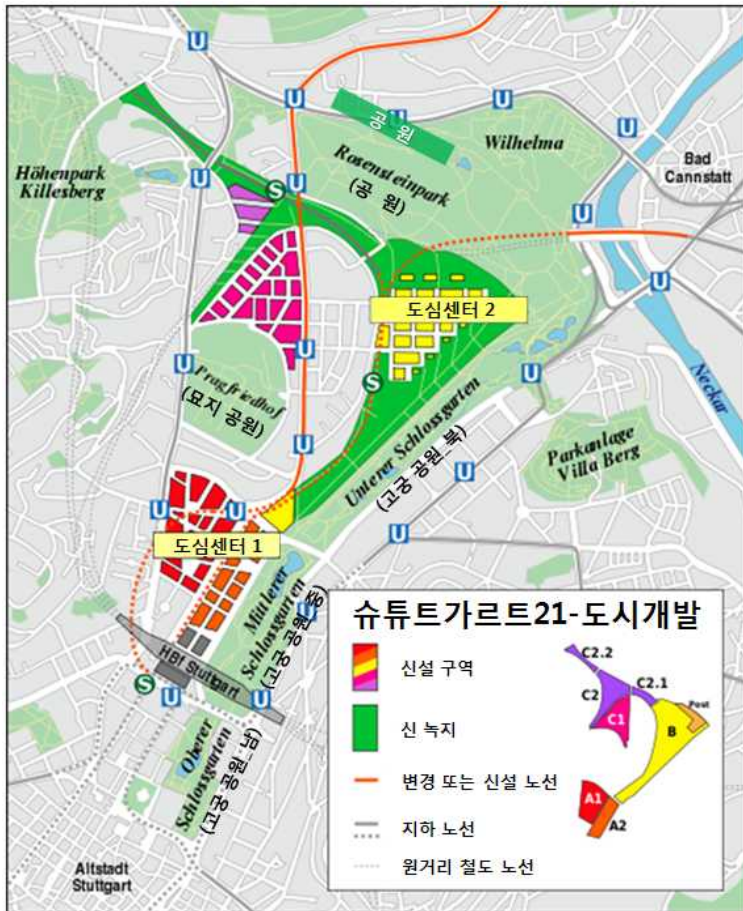 U
U
U
U
U
공원
Wilhelma
U
Höhenpark
Killesberg
U
S
U
Rosensteinpark
(공 원)
Bad
Cannstatt
U
U
도심센터 2
U
U
Pragfriedhof
(묘지 공원)
S
U
Neckar
U
Unterer Schlossgarten
(고궁 공원_북)
U
Parkanlage
Villa Berg
U
U
U
도심센터 1
Mittlerer
Schlossgarten
(고궁 공원_중)
HBf Stuttgart
S
U
U
U
Oberer
Schlossgarten
(고궁 공원_남)
Altstadt
Stuttgart
슈튜트가르트21-도시개발
신설 구역
신 녹지
변경 또는 신설 노선
지하 노선
원거리 철도 노선
C2.2
C2
C2.1
C1
Post
B
A1
A2